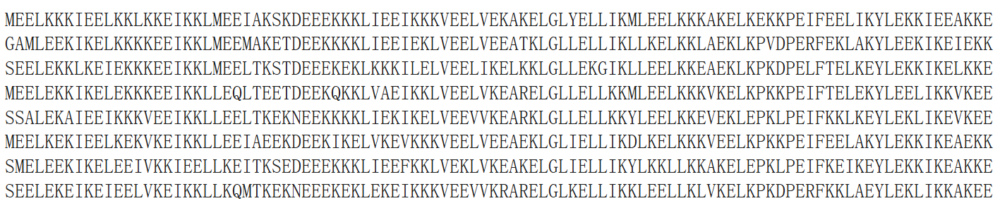 MEELKKKIEELKKLKKEIKKLMEEIAKSKDEEEKKKLIEEIKKKVEELVEKAKELGLYELLIKMLEELKKKAKELKEKKPEIFEELIKYLEKKIEEAKKE
GAMLEEKIKELKKKKEEIKKLMEEMAKETDEEKKKKLIEEIEKLVEELVEEATKLGLLELLIKLLKELKKLAEKLKPVDPERFEKLAKYLEEKIKEIEKK
SEELEKKLKEIEKKKEEIKKLMEELTKSTDEEEKEKLKKKILELVEELIKELKKLGLLEKGIKLLEELKKEAEKLKPKDPELFTELKEYLEKKIKELKKE
MEELEKKIKELEKKKEEIKKLLEQLTEETDEEKQKKLVAEIKKLVEELVKEARELGLLELLKKMLEELKKKVKELKPKKPEIFTELEKYLEELIKKVKEE
SSALEKAIEEIKKKVEEIKKLLEELTKEKNEEKKKKLIEKIKELVEEVVKEARKLGLLELLKKYLEELKKEVEKLEPKLPEIFKKLKEYLEKLIKEVKEE
MEELKEKIEELKEKVKEIKKLLEEIAEEKDEEKIKELVKEVKKKVEELVEEAEKLGLIELLIKDLKELKKKVEELKPKKPEIFEELAKYLEKKIKEAEKK
SMELEEKIKELEEIVKKIEELLKEITKSEDEEEKKKLIEEFKKLVEKLVKEAKELGLIELLIKYLKKLLKKAKELEPKLPEIFKEIKEYLEKKIKEAKKE
SEELEKEIKEIEELVKEIKKLLKQMTKEKNEEEKEKLEKEIKKKVEEVVKRARELGLKELLIKKLEELLKLVKELKPKDPERFKKLAEYLEKLIKKAKEE